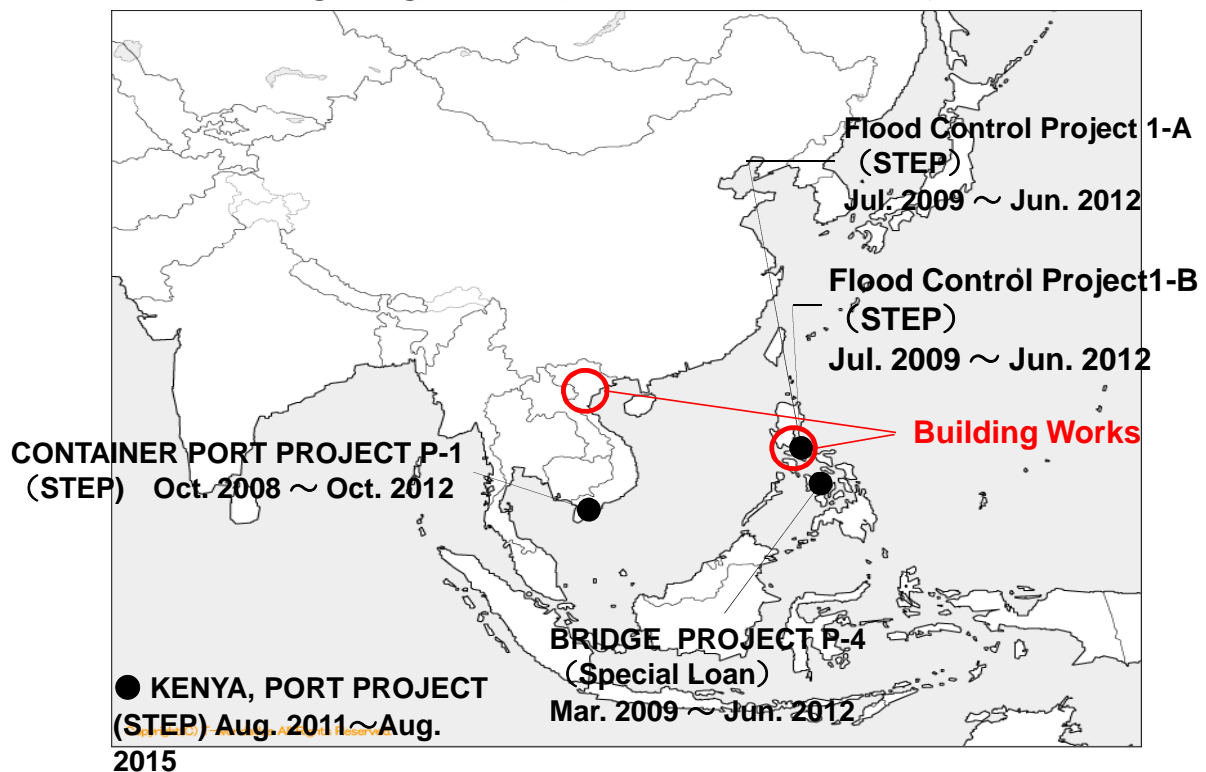 Flood Control Project 1-A
（STEP）
Jul. 2009 ～ Jun. 2012
Flood Control Project1-B
（STEP）
Jul. 2009 ～ Jun. 2012
Building Works
CONTAINER PORT PROJECT P-1
（STEP) Oct. 2008 ～ Oct. 2012
BRIDGE PROJECT P-4
（Special Loan）
Mar. 2009 ～ Jun. 2012
● KENYA, PORT PROJECT
(STEP) Aug. 2011～Aug.
2015